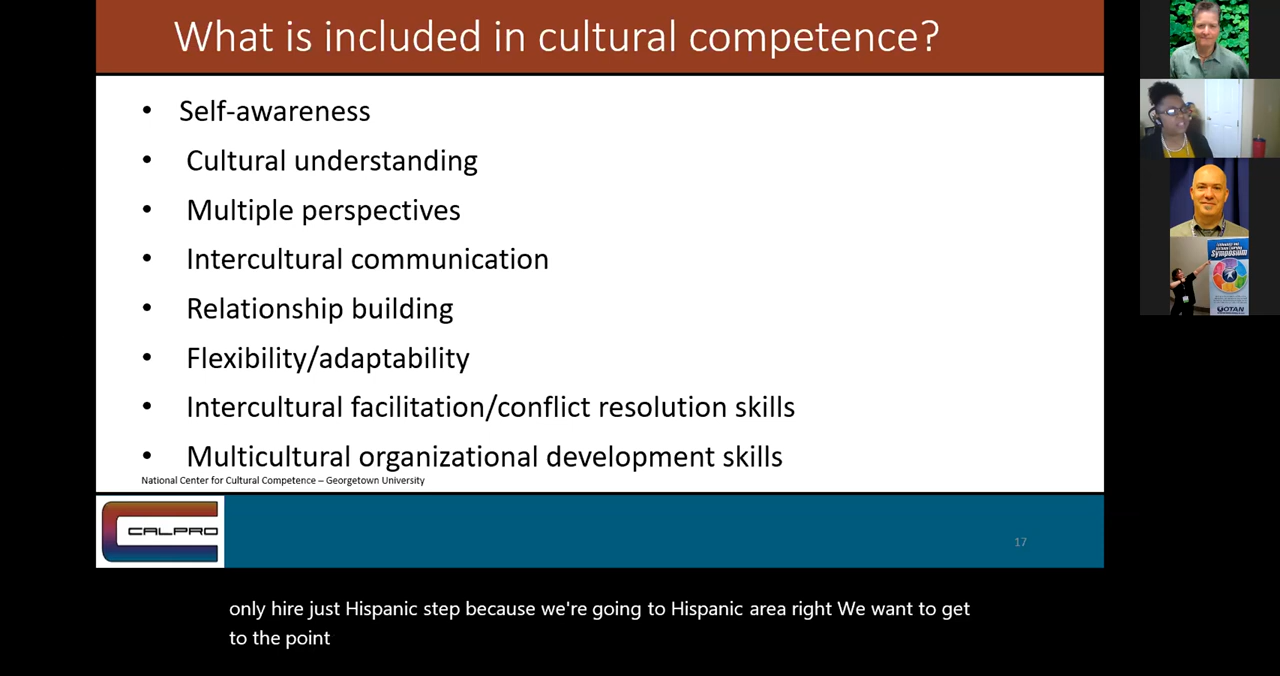 What is included in cultural competence?
• Self-awareness
• Cultural understanding
• Multiple perspectives
• Intercultural communication
• Relationship building
• Flexibility/adaptability
• Intercultural facilitation/conflict resolution skills
• Multicultural organizational development skills
National Center for Cultural Competence – Georgetown University
CALPRO
17
only hire just Hispanic step because we're going to Hispanic area right We want to get
to the point
Symposium
OTAN